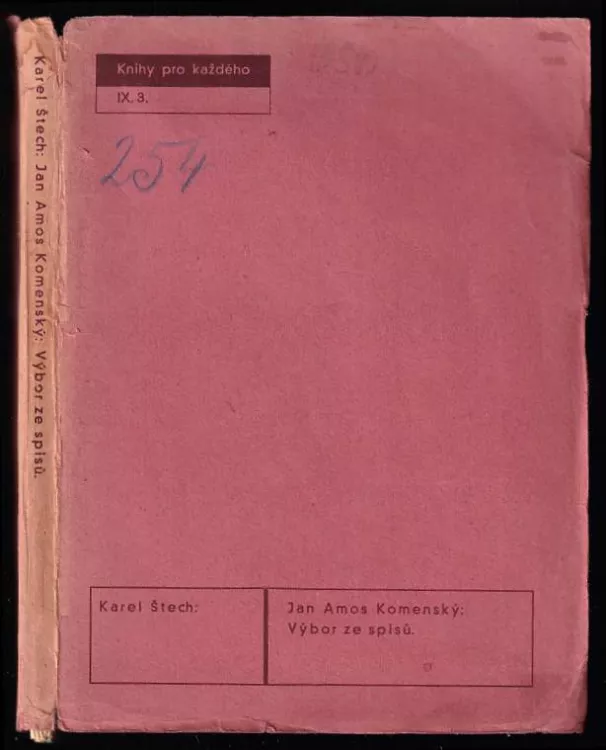 Karel Štech: Jan Amos Komenský: Výbor ze spisů.
Knihy pro každého
IX. 3.
254
Karel Štech:
Jan Amos Komenský:
Výbor ze spisů.